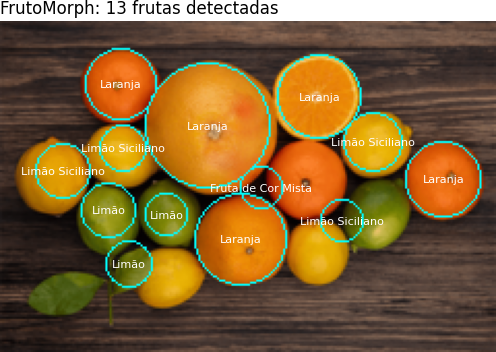 FrutoMorph: 13 frutas detectadas
Laranja
Laranja
Laranja
Limão Siciliano
Limão Siciliano
Limão Siciliano
Laranja
Fruta de Cor Mista
Limão
Limão
Limão Siciliano
Laranja
Limão